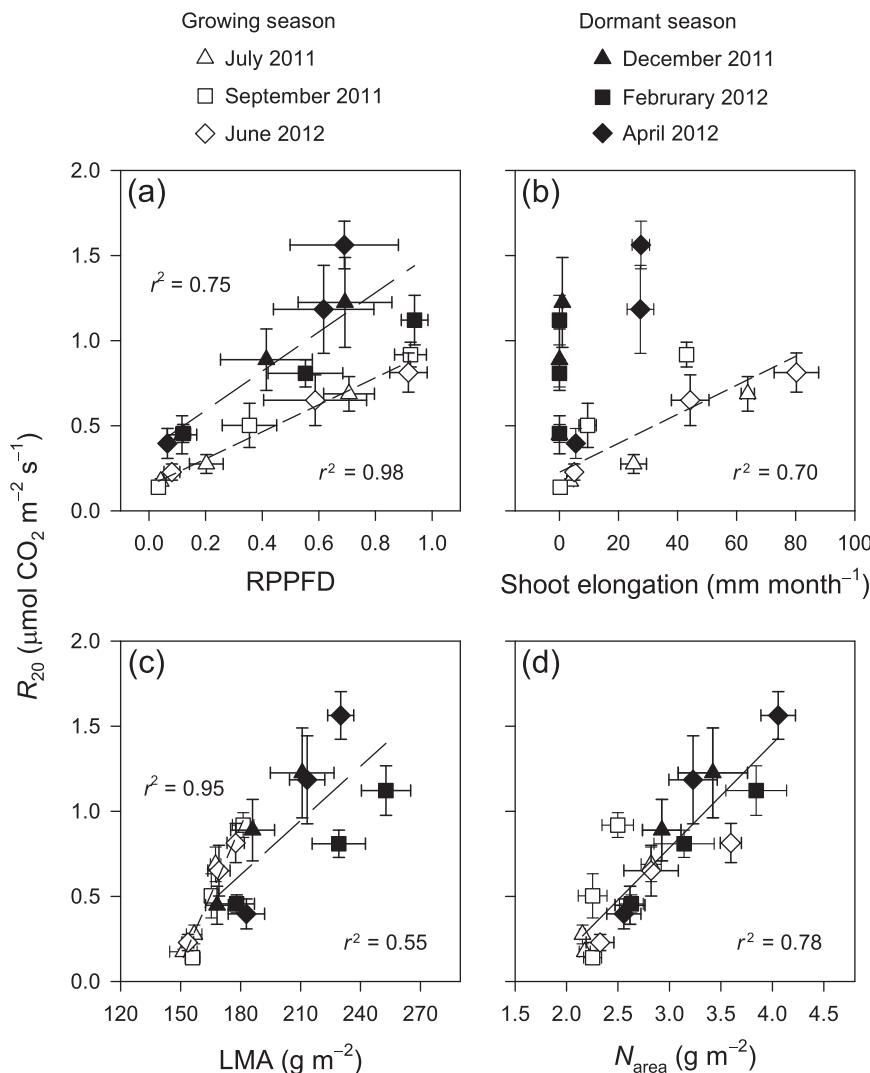 Growing season
Dormant season
July 2011
December 2011
September 2011
Februrary 2012
June 2012
April 2012
R20 (μmol CO2 m−2 s−1)
(a)
2.0
1.5
1.0
0.5
0.0
r2 = 0.75
r2 = 0.98
0.0 0.2 0.4 0.6 0.8 1.0
RPPFD
(b)
r2 = 0.70
0 20 40 60 80 100
Shoot elongation (mm month−1)
(c)
2.0
1.5
1.0
0.5
0.0
r2 = 0.95
r2 = 0.55
120 150 180 210 240 270
LMA (g m−2)
(d)
r2 = 0.78
1.5 2.0 2.5 3.0 3.5 4.0 4.5
Narea (g m−2)